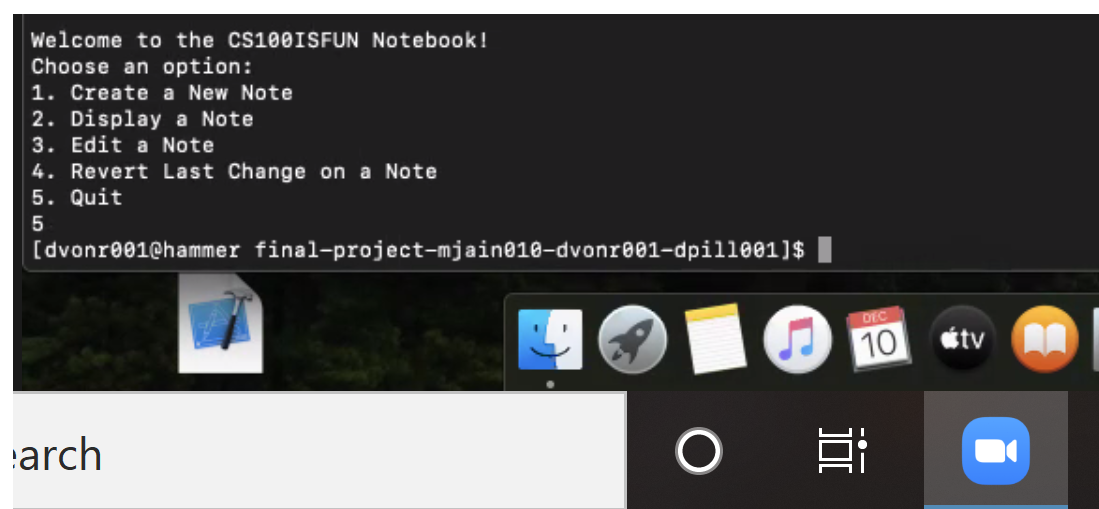 Welcome to the CS100ISFUN Notebook!
Choose an option:
1. Create a New Note
2. Display a Note
3. Edit a Note
4. Revert Last Change on a Note
5. Quit
5
[dvonr001@hammer final-project-mjain010-dvonr001-dpill001]$
DEC
10
tv
earch